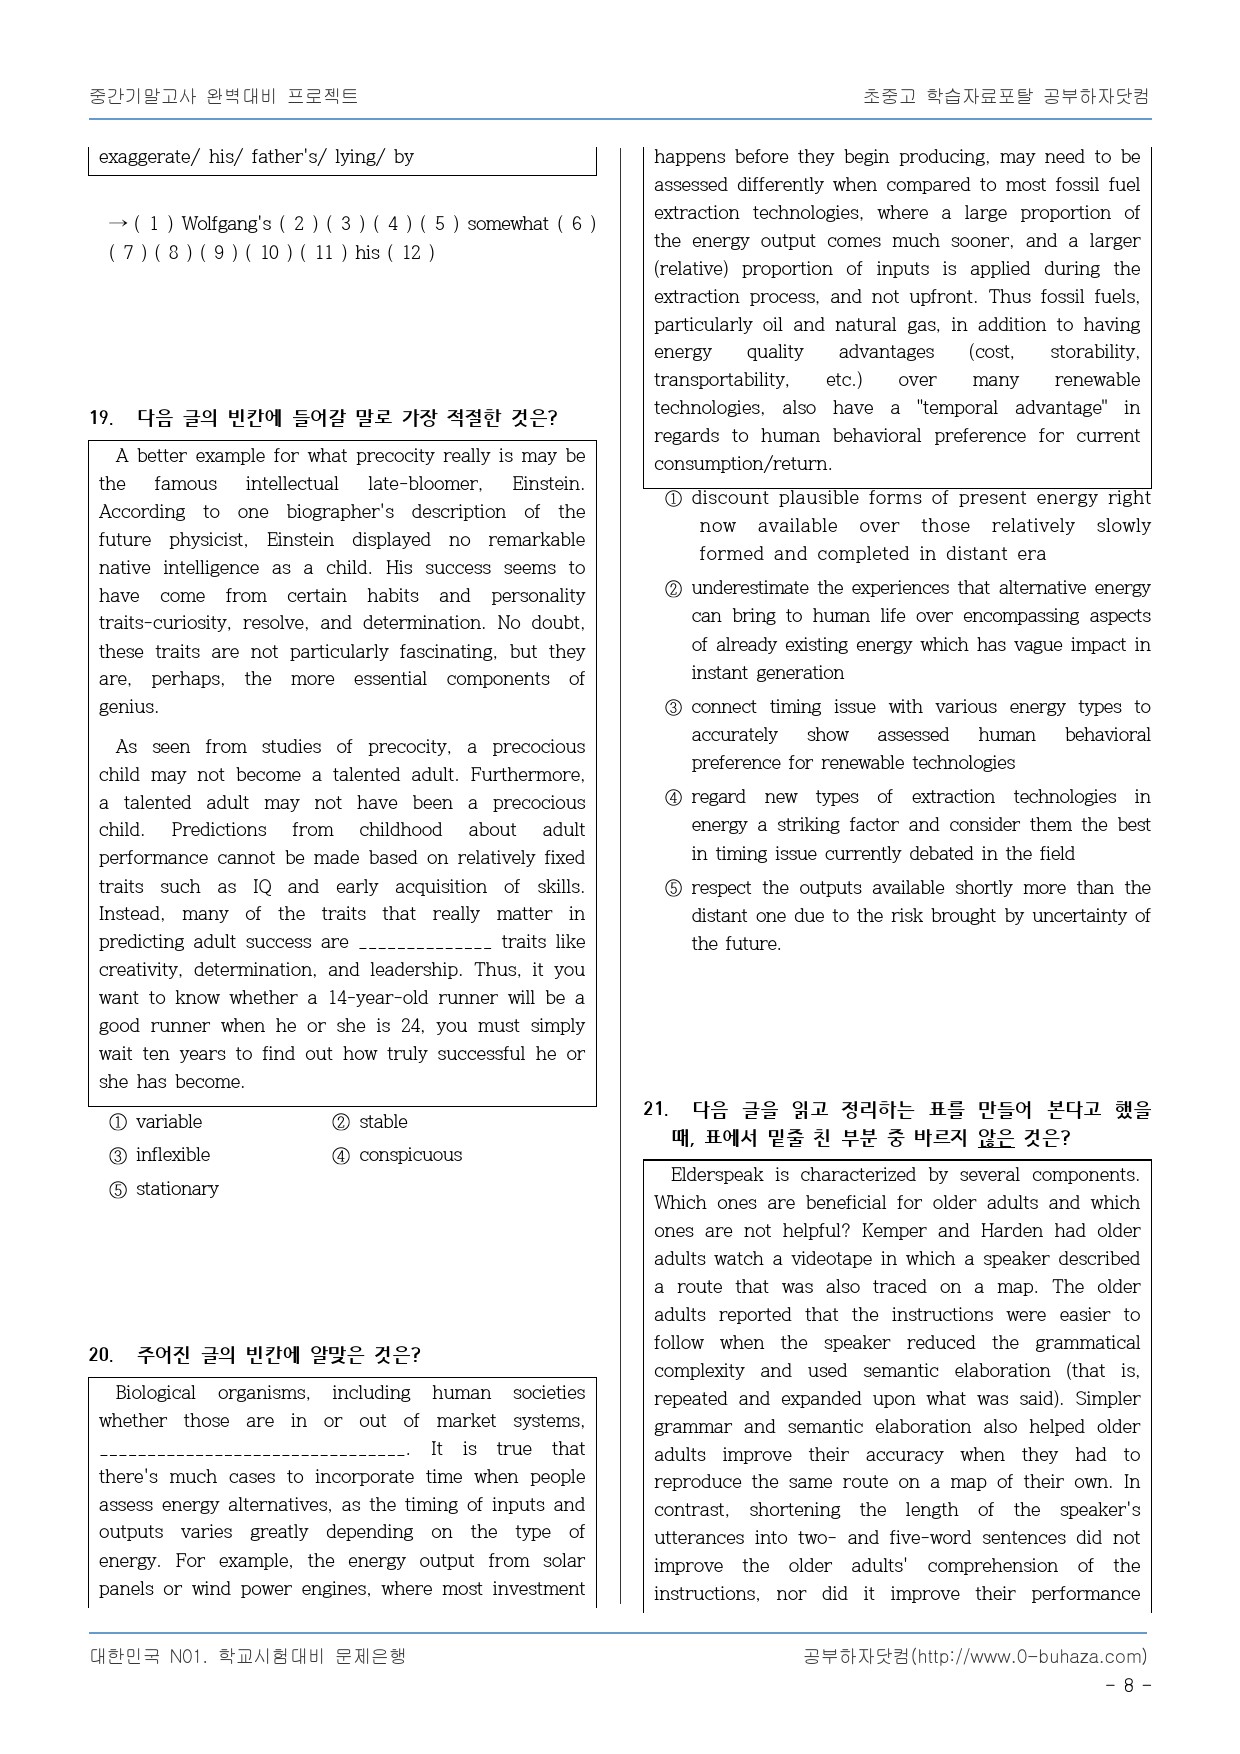 중간기말고사 완벽대비 프로젝트
초중고 학습자료포탈 공부하자닷컴
exaggerate/ his/ father's/ lying/ by
→ ( 1 ) Wolfgang's ( 2 ) ( 3 ) ( 4 ) ( 5 ) somewhat ( 6 )
( 7 ) ( 8 ) ( 9 ) ( 10 ) ( 11 ) his ( 12 )
19. 다음 글의 빈칸에 들어갈 말로 가장 적절한 것은?
A better example for what precocity really is may be
the famous intellectual late-bloomer, Einstein.
According to one biographer's description of the
future physicist, Einstein displayed no remarkable
native intelligence as a child. His success seems to
have come from certain habits and personality
traits-curiosity, resolve, and determination. No doubt,
these traits are not particularly fascinating, but they
are, perhaps, the more essential components of
genius.
As seen from studies of precocity, a precocious
child may not become a talented adult. Furthermore,
a talented adult may not have been a precocious
child. Predictions from childhood about adult
performance cannot be made based on relatively fixed
traits such as IQ and early acquisition of skills.
Instead, many of the traits that really matter in
predicting adult success are ______________ traits like
creativity, determination, and leadership. Thus, it you
want to know whether a 14-year-old runner will be a
good runner when he or she is 24, you must simply
wait ten years to find out how truly successful he or
she has become.
① variable ② stable
③ inflexible ④ conspicuous
⑤ stationary
20. 주어진 글의 빈칸에 알맞은 것은?
Biological organisms, including human societies
whether those are in or out of market systems,
________________________________. It is true that
there's much cases to incorporate time when people
assess energy alternatives, as the timing of inputs and
outputs varies greatly depending on the type of
energy. For example, the energy output from solar
panels or wind power engines, where most investment
happens before they begin producing, may need to be
assessed differently when compared to most fossil fuel
extraction technologies, where a large proportion of
the energy output comes much sooner, and a larger
(relative) proportion of inputs is applied during the
extraction process, and not upfront. Thus fossil fuels,
particularly oil and natural gas, in addition to having
energy quality advantages (cost, storability,
transportability, etc.) over many renewable
technologies, also have a "temporal advantage" in
regards to human behavioral preference for current
consumption/return.
① discount plausible forms of present energy right
now available over those relatively slowly
formed and completed in distant era
② underestimate the experiences that alternative energy
can bring to human life over encompassing aspects
of already existing energy which has vague impact in
instant generation
③ connect timing issue with various energy types to
accurately show assessed human behavioral
preference for renewable technologies
④ regard new types of extraction technologies in
energy a striking factor and consider them the best
in timing issue currently debated in the field
⑤ respect the outputs available shortly more than the
distant one due to the risk brought by uncertainty of
the future.
21. 다음 글을 읽고 정리하는 표를 만들어 본다고 했을
때, 표에서 밑줄 친 부분 중 바르지 않은 것은?
Elderspeak is characterized by several components.
Which ones are beneficial for older adults and which
ones are not helpful? Kemper and Harden had older
adults watch a videotape in which a speaker described
a route that was also traced on a map. The older
adults reported that the instructions were easier to
follow when the speaker reduced the grammatical
complexity and used semantic elaboration (that is,
repeated and expanded upon what was said). Simpler
grammar and semantic elaboration also helped older
adults improve their accuracy when they had to
reproduce the same route on a map of their own. In
contrast, shortening the length of the speaker's
utterances into two- and five-word sentences did not
improve the older adults' comprehension of the
instructions, nor did it improve their performance
대한민국 N01. 학교시험대비 문제은행
공부하자닷컴(http://www.0-buhaza.com)
- 8 -